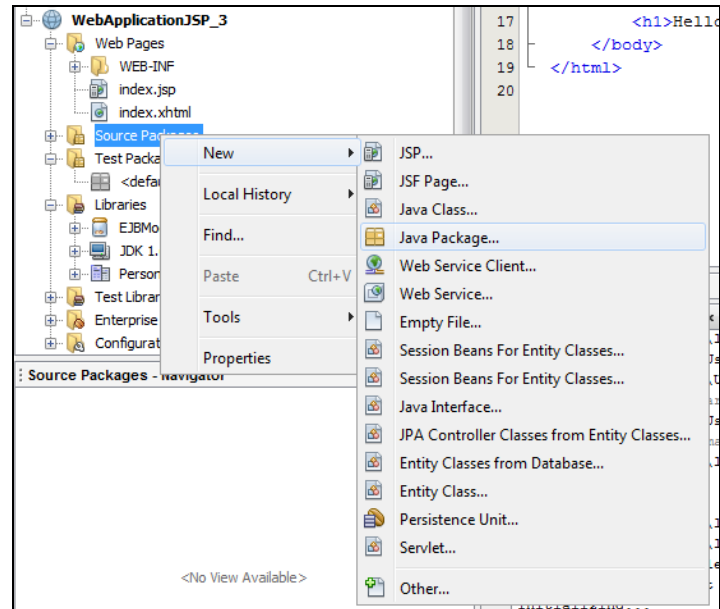 WebApplicationJSP_3
Web Pages
WEB-INF
index.jsp
index.xhtml
Source Packages
Test Packa
<defau
Libraries
EJBMo
JDK 1.
Person
Test Librar
Enterprise
Configurat
17 <h1>Hello
18 </body>
19 </html>
20
New
Local History
Find...
Paste Ctrl+V
Tools
Properties
JSP...
JSF Page...
Java Class...
Java Package...
Web Service Client...
Web Service...
Empty File...
Session Beans For Entity Classes...
Session Beans For Entity Classes...
Java Interface...
JPA Controller Classes from Entity Classes...
Entity Classes from Database...
Entity Class...
Persistence Unit...
Servlet...
Other...
Source Packages - Navigator
<No View Available>